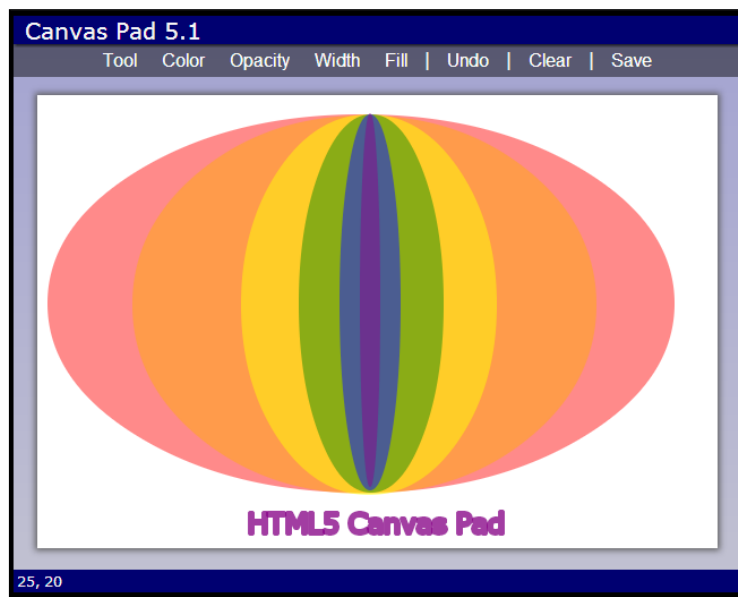 Canvas Pad 5.1
Tool Color Opacity Width Fill | Undo | Clear | Save
HTML5 Canvas Pad
25, 20